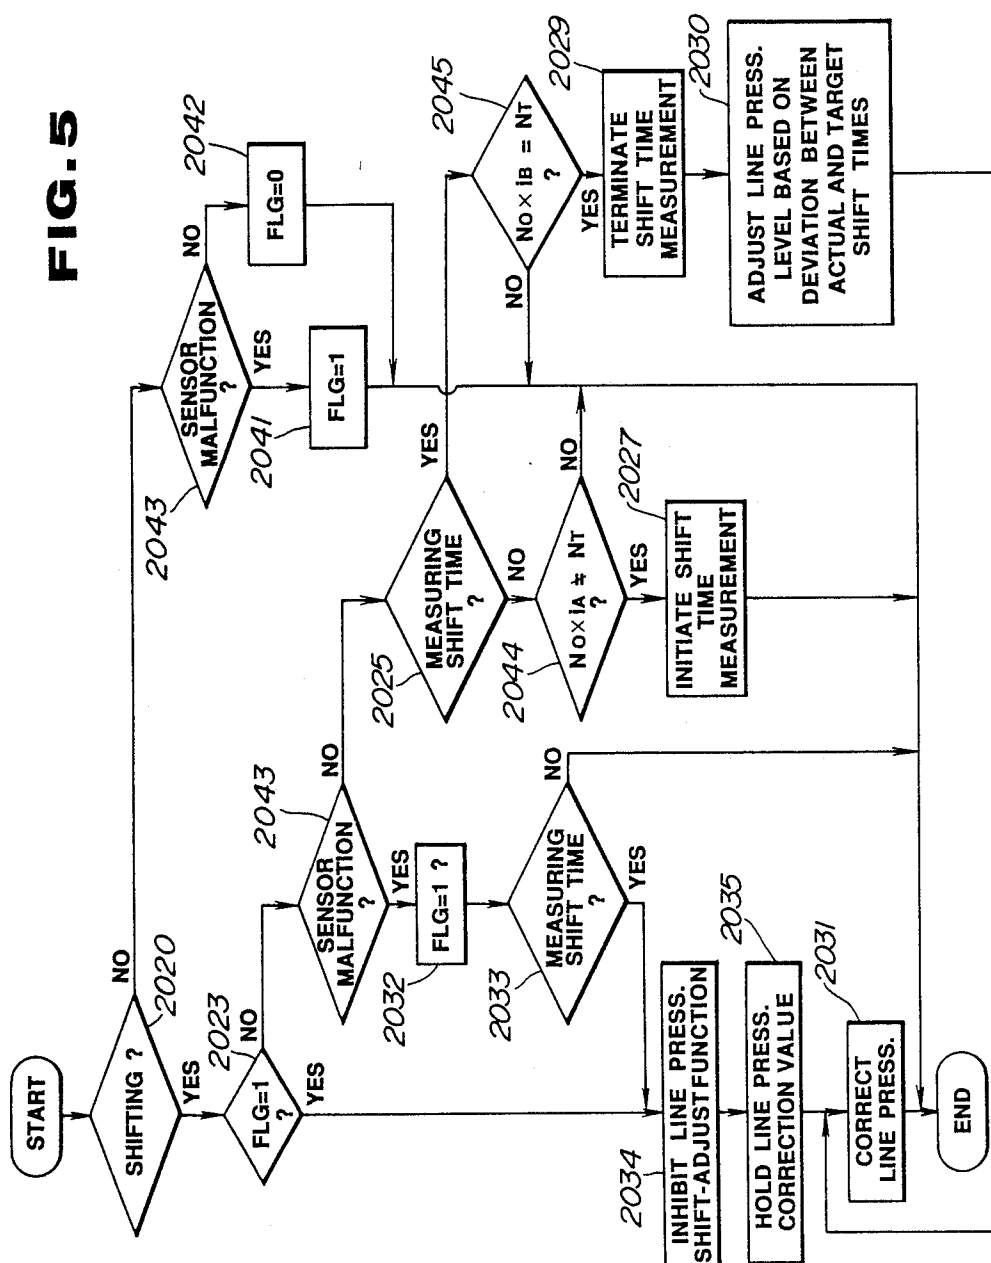 FIG.5
START
SHIFTING ?
2020
NO
YES
2023
FLG=1
?
NO
YES
2043
SENSOR
MALFUNCTION
?
NO
YES
2042
FLG=0
2041
FLG=1
2043
SENSOR
MALFUNCTION
?
NO
YES
2032
FLG=1 ?
2033
MEASURING
SHIFT TIME
?
NO
YES
2025
MEASURING
SHIFT TIME
?
YES
NO
2044
No×iA ≒ NT
?
NO
YES
2027
INITIATE SHIFT
TIME
MEASUREMENT
2045
No×iB = NT
?
NO
YES
2029
TERMINATE
SHIFT TIME
MEASUREMENT
2030
ADJUST LINE PRESS.
LEVEL BASED ON
DEVIATION BETWEEN
ACTUAL AND TARGET
SHIFT TIMES
2034
INHIBIT LINE PRESS.
SHIFT-ADJUST FUNCTION
2035
HOLD LINE PRESS.
CORRECTION VALUE
2031
CORRECT
LINE PRESS.
END